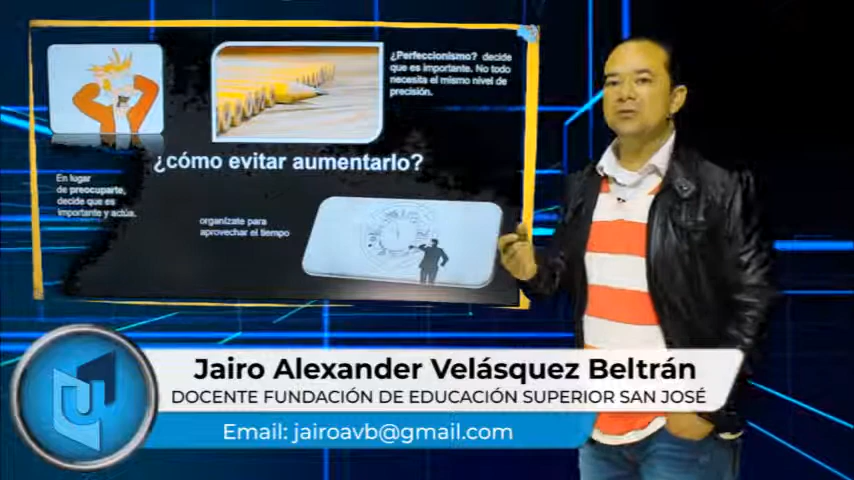 ¿Perfeccionismo? decide
que es importante. No todo
necesita el mismo nivel de
precisión.
¿cómo evitar aumentarlo?
En lugar
de preocuparte,
decide que es
importante y actúa.
organízate para
aprovechar el tiempo
Jairo Alexander Velásquez Beltrán
DOCENTE FUNDACIÓN DE EDUCACIÓN SUPERIOR SAN JOSÉ
Email: jairoavb@gmail.com